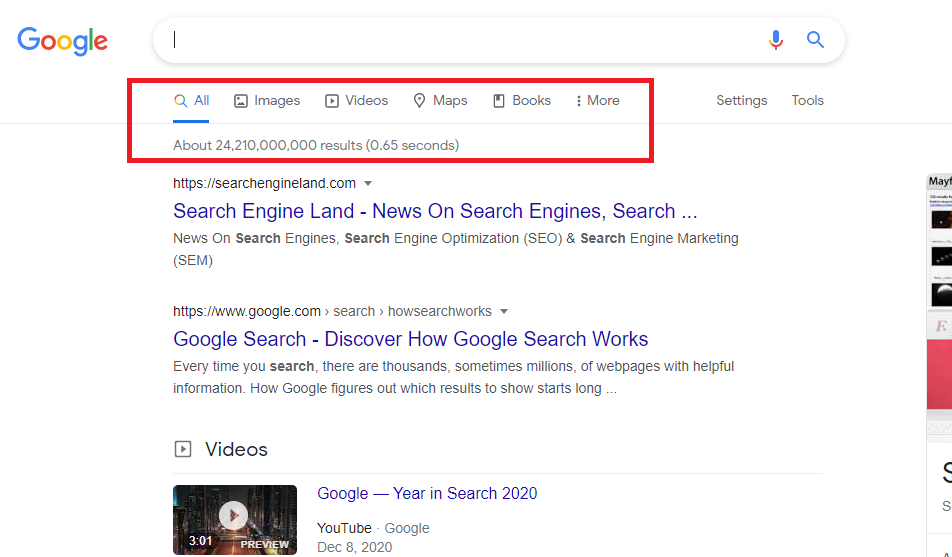 Google
All Images Videos Maps Books More Settings Tools
About 24,210,000,000 results (0.65 seconds)
https://searchengineland.com
Search Engine Land - News On Search Engines, Search ...
News On Search Engines, Search Engine Optimization (SEO) & Search Engine Marketing
(SEM)
https://www.google.com › search › howsearchworks
Google Search - Discover How Google Search Works
Every time you search, there are thousands, sometimes millions, of webpages with helpful
information. How Google figures out which results to show starts long ...
Videos
Google — Year in Search 2020
YouTube · Google
Dec 8, 2020
3:01
PREVIEW